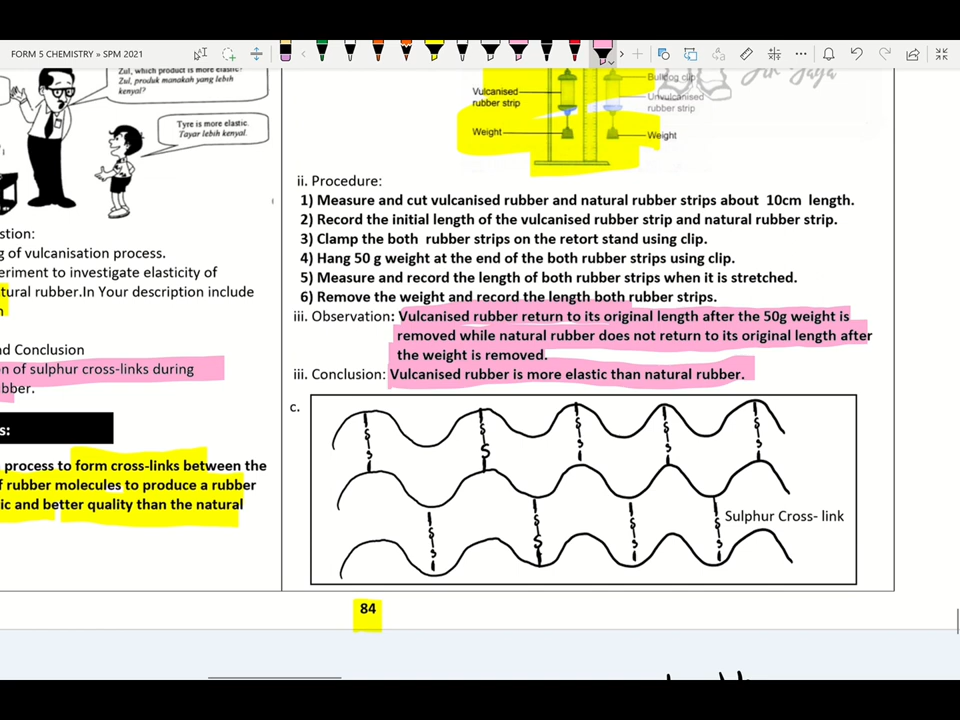 FORM 5 CHEMISTRY » SPM 2021
Zul, which product is more elastic?
Zul, produk manakah yang lebih
kenyal?
Tyre is more elastic.
Tayar lebih kenyal.
stion:
g of vulcanisation process.
eriment to investigate elasticity of
tural rubber.In Your description include
n
nd Conclusion
on of sulphur cross-links during
bber.
s:
process to form cross-links between the
f rubber molecules to produce a rubber
ic and better quality than the natural
Bulldog clip
Vulcanised
rubber strip
Unvulcanised
rubber strip
Weight
Weight
ii. Procedure:
1) Measure and cut vulcanised rubber and natural rubber strips about 10cm length.
2) Record the initial length of the vulcanised rubber strip and natural rubber strip.
3) Clamp the both rubber strips on the retort stand using clip.
4) Hang 50 g weight at the end of the both rubber strips using clip.
5) Measure and record the length of both rubber strips when it is stretched.
6) Remove the weight and record the length both rubber strips.
iii. Observation: Vulcanised rubber return to its original length after the 50g weight is
removed while natural rubber does not return to its original length after
the weight is removed.
iii. Conclusion: Vulcanised rubber is more elastic than natural rubber.
c.
S S S S S
S S S S S
S S S S
S S S S
Sulphur Cross- link
84